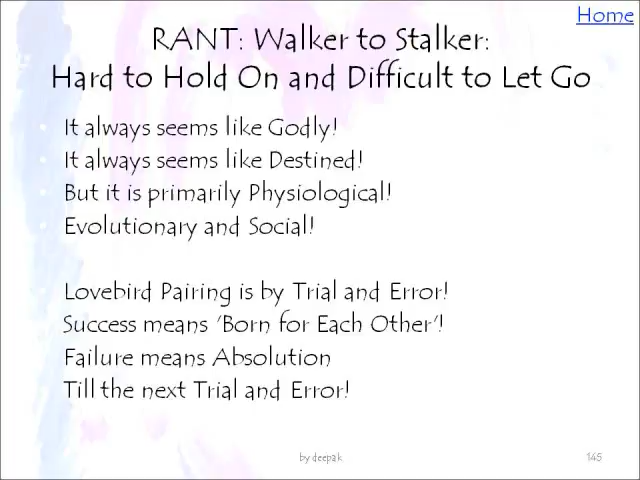 Home
RANT: Walker to Stalker:
Hard to Hold On and Difficult to Let Go
• It always seems like Godly!
• It always seems like Destined!
• But it is primarily Physiological!
• Evolutionary and Social!
Lovebird Pairing is by Trial and Error!
Success means 'Born for Each Other'!
Failure means Absolution
Till the next Trial and Error!
by deepak
145